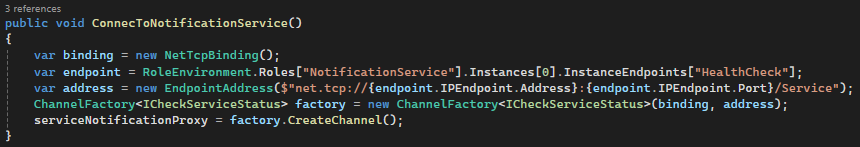 3 references
public void ConnecToNotificationService()
{
var binding = new NetTcpBinding();
var endpoint = RoleEnvironment.Roles["NotificationService"].Instances[0].InstanceEndpoints["HealthCheck"];
var address = new EndpointAddress($"net.tcp://{endpoint.IPEndpoint.Address}:{endpoint.IPEndpoint.Port}/Service");
ChannelFactory<ICheckServiceStatus> factory = new ChannelFactory<ICheckServiceStatus>(binding, address);
serviceNotificationProxy = factory.CreateChannel();
}